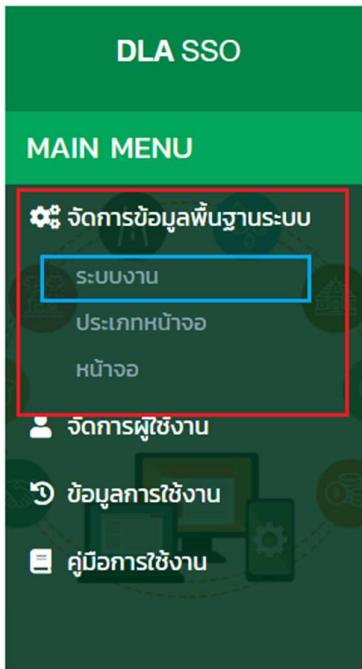 DLA SSO
MAIN MENU
จัดการข้อมูลพื้นฐานระบบ
ระบบงาน
ประเภทหน้าจอ
หน้าจอ
จัดการผู้ใช้งาน
ข้อมูลการใช้งาน
คู่มือการใช้งาน